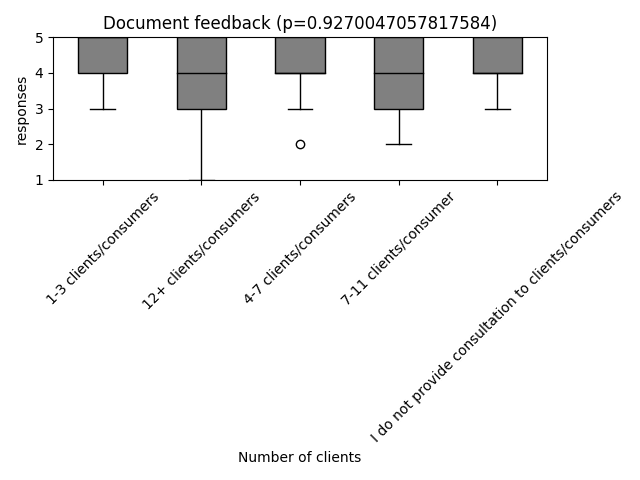 Document feedback (p=0.9270047057817584)
5
4
3
2
1
responses
1-3 clients/consumers
12+ clients/consumers
4-7 clients/consumers
7-11 clients/consumer
I do not provide consultation to clients/consumers
Number of clients